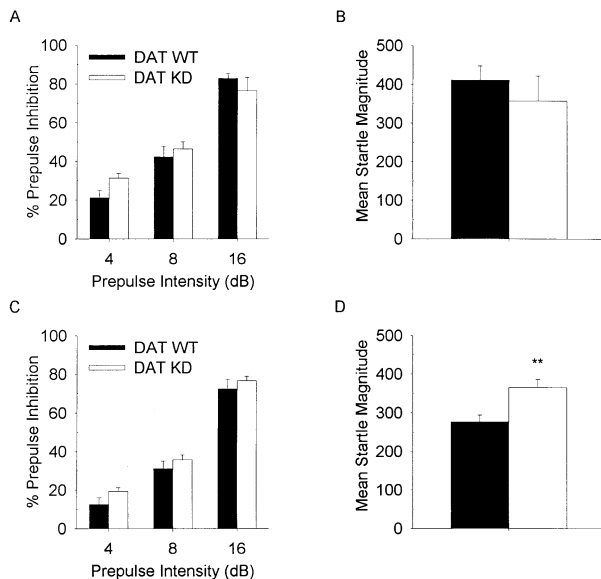 A
% Prepulse Inhibition
100
80
60
40
20
0
DAT WT
DAT KD
4 8 16
Prepulse Intensity (dB)
B
Mean Startle Magnitude
500
400
300
200
100
0
C
% Prepulse Inhibition
100
80
60
40
20
0
DAT WT
DAT KD
4 8 16
Prepulse Intensity (dB)
D
Mean Startle Magnitude
500
400
300
200
100
0
**